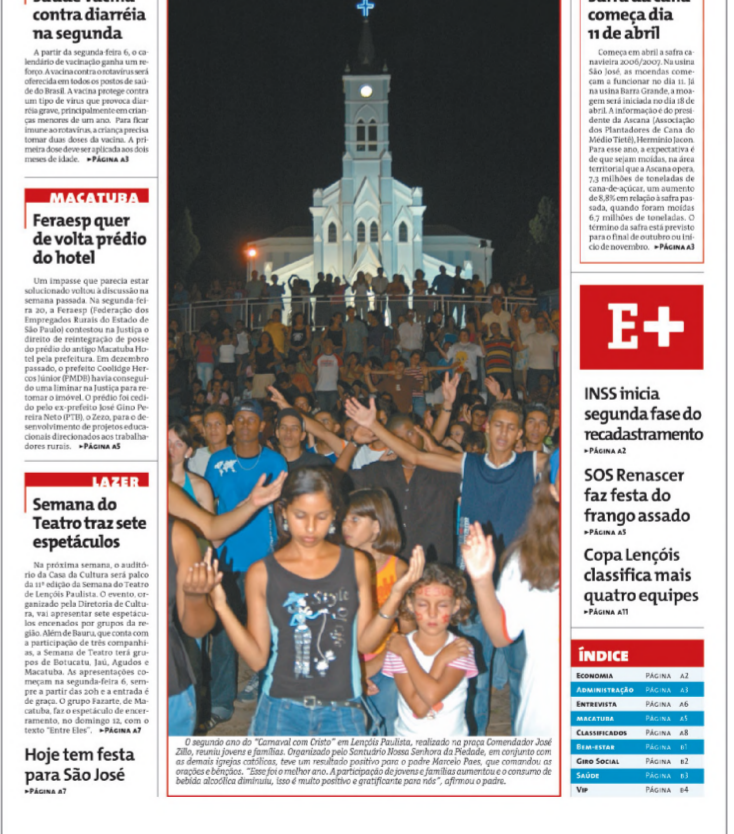 contra diarréia
na segunda
A partir da segunda-feira 6, o ca-
lendário de vacinação ganha um re-
forço. A vacina contra o rotavírus será
oferecida em todos os postos de saú-
de do Brasil. A vacina protege contra
um tipo de vírus que provoca diar-
réia grave, principalmente em crian-
ças menores de um ano. Para ficar
imune ao rotavírus, a criança precisa
tomar duas doses da vacina. A pri-
meira dose deve ser aplicada aos dois
meses de idade. ►PÁGINA A3
MACATUBA
Feraesp quer
de volta prédio
do hotel
Um impasse que parecia estar
solucionado voltou à discussão na
semana passada. Na segunda-fei-
ra 20, a Feraesp (Federação dos
Empregados Rurais do Estado de
São Paulo) contestou na Justiça o
direito de reintegração de posse
do prédio do antigo Macatuba Ho-
tel pela prefeitura. Em dezembro
passado, o prefeito Coolidge Her-
cos Júnior (PMDB) havia consegui-
do uma liminar na Justiça para re-
tomar o imóvel. O prédio foi cedi-
do pelo ex-prefeito José Gino Pe-
reira Neto (PTB), o Zezo, para o de-
senvolvimento de projetos educa-
cionais direcionados aos trabalha-
dores rurais. ►PÁGINA A5
LAZER
Semana do
Teatro traz sete
espetáculos
Na próxima semana, o auditó-
rio da Casa da Cultura será palco
da 11ª edição da Semana do Teatro
de Lençóis Paulista. O evento, or-
ganizado pela Diretoria de Cultu-
ra, vai apresentar sete espetácu-
los encenados por grupos da re-
gião. Além de Bauru, que conta com
a participação de três companhi-
as, a Semana de Teatro terá gru-
pos de Botucatu, Jaú, Agudos e
Macatuba. As apresentações co-
meçam na segunda-feira 6, sem-
pre a partir das 20h e a entrada é
de graça. O grupo Fazarte, de Ma-
catuba, faz o espetáculo de encer-
ramento, no domingo 12, com o
texto "Entre Eles". ►PÁGINA A7
Hoje tem festa
para São José
►PÁGINA A7
Style
O segundo ano do "Carnaval com Cristo" em Lençóis Paulista, realizado na praça Comendador José
Zillo, reuniu jovens e famílias. Organizado pelo Santuário Nossa Senhora da Piedade, em conjunto com
as demais igrejas católicas, teve um resultado positivo para o padre Marcelo Paes, que comandou as
orações e bênçãos. "Esse foi o melhor ano. A participação de jovens e famílias aumentou e o consumo de
bebida alcoólica diminuiu, isso é muito positivo e gratificante para nós", afirmou o padre.
começa dia
11 de abril
Começa em abril a safra ca-
navieira 2006/2007. Na usina
São José, as moendas come-
çam a funcionar no dia 11. Já
na usina Barra Grande, a moa-
gem será iniciada no dia 18 de
abril. A informação é do presi-
dente da Ascana (Associação
dos Plantadores de Cana do
Médio Tietê), Hermínio Jacon.
Para esse ano, a expectativa é
de que sejam moídas, na área
territorial que a Ascana opera,
7,3 milhões de toneladas de
cana-de-açúcar, um aumento
de 8,8% em relação à safra pas-
sada, quando foram moídas
6,7 milhões de toneladas. O
término da safra está previsto
para o final de outubro ou iní-
cio de novembro. ►PÁGINA A3
E+
INSS inicia
segunda fase do
recadastramento
►PÁGINA A2
SOS Renascer
faz festa do
frango assado
►PÁGINA A5
Copa Lençóis
classifica mais
quatro equipes
►PÁGINA A11
ÍNDICE
ECONOMIA PÁGINA A2
ADMINISTRAÇÃO PÁGINA A3
ENTREVISTA PÁGINA A6
MACATUBA PÁGINA A5
CLASSIFICADOS PÁGINA A8
BEM-ESTAR PÁGINA B1
GIRO SOCIAL PÁGINA B2
SAÚDE PÁGINA B3
VIP PÁGINA B4